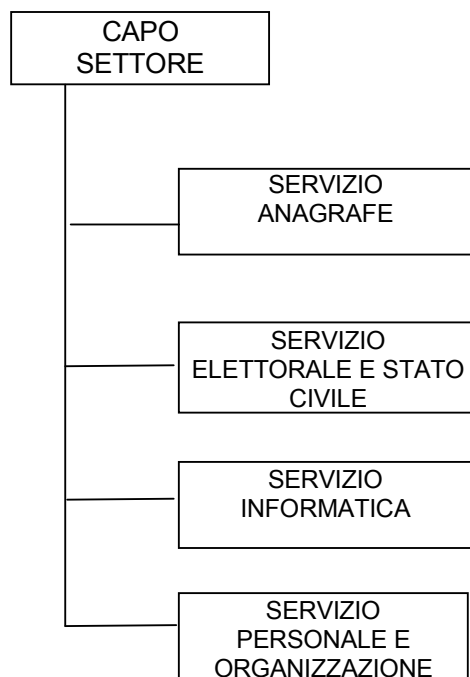 CAPO
SETTORE
SERVIZIO
ANAGRAFE
SERVIZIO
ELETTORALE E STATO
CIVILE
SERVIZIO
INFORMATICA
SERVIZIO
PERSONALE E
ORGANIZZAZIONE